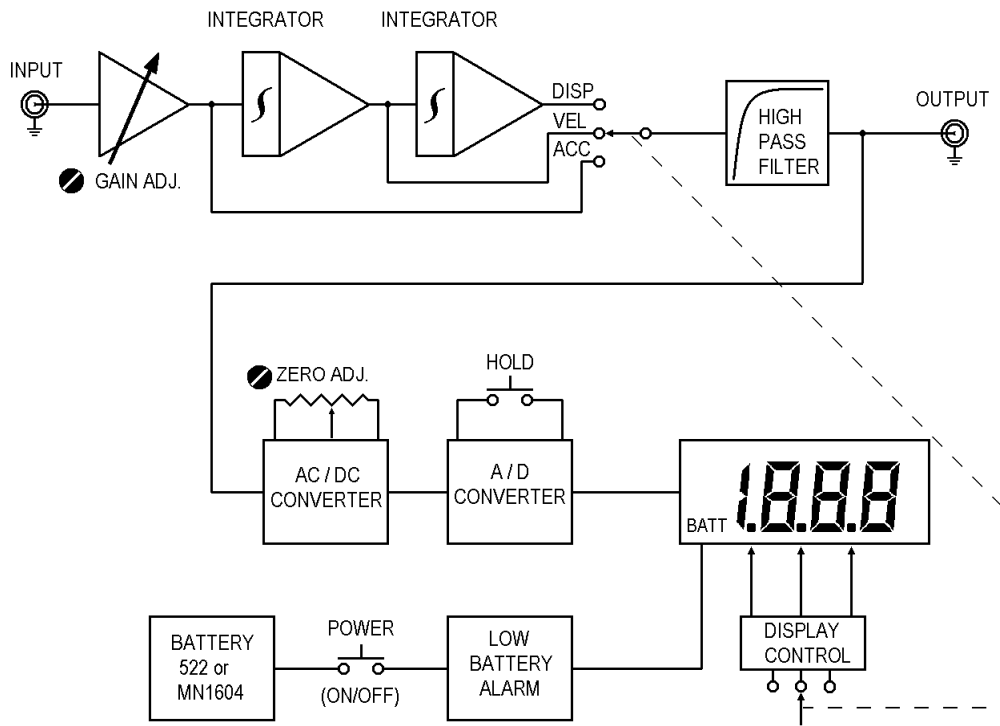 INTEGRATOR
INTEGRATOR
INPUT
GAIN ADJ.
DISP
VEL
ACC
HIGH
PASS
FILTER
OUTPUT
ZERO ADJ.
HOLD
AC / DC
CONVERTER
A / D
CONVERTER
BATT
1.8.8.8
BATTERY
522 or
MN1604
POWER
(ON/OFF)
LOW
BATTERY
ALARM
DISPLAY
CONTROL